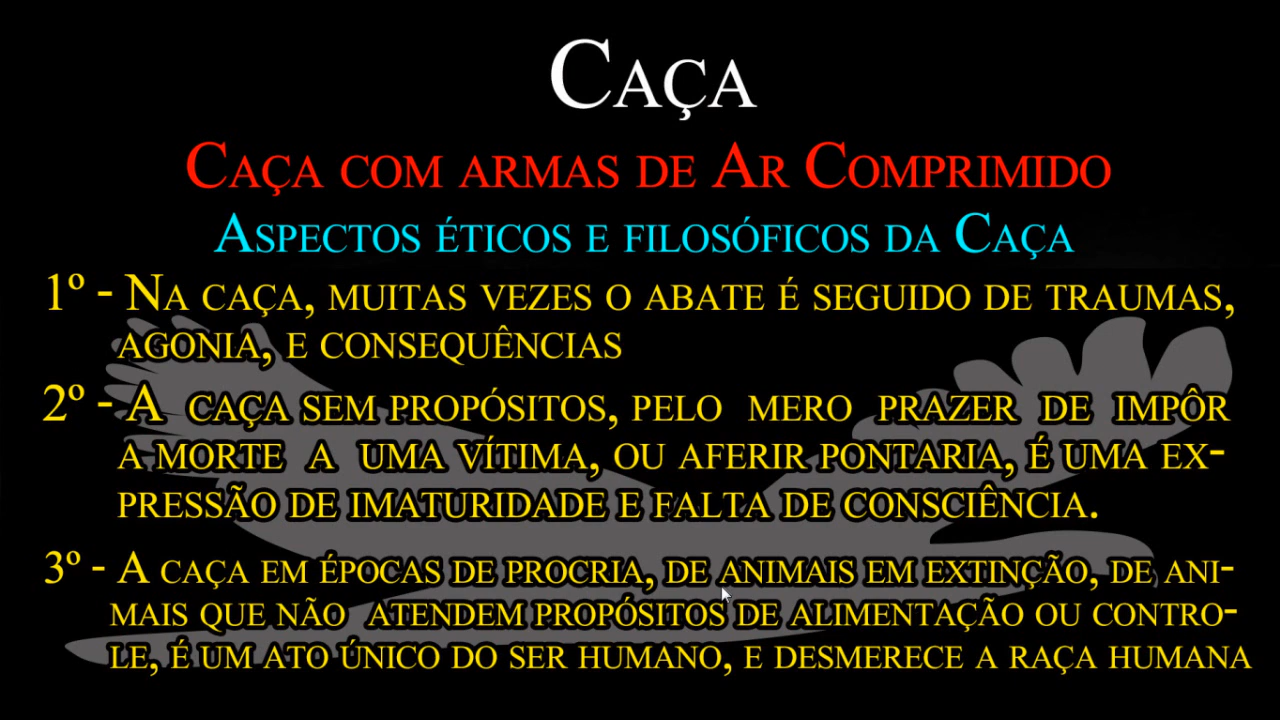 Caça
Caça com armas de Ar Comprimido
Aspectos éticos e filosóficos da Caça
1º - Na caça, muitas vezes o abate é seguido de traumas,
agonia, e consequências
2º - A caça sem propósitos, pelo mero prazer de impôr
a morte a uma vítima, ou aferir pontaria, é uma ex-
pressão de imaturidade e falta de consciência.
3º - A caça em épocas de procria, de animais em extinção, de ani-
mais que não atendem propósitos de alimentação ou contro-
le, é um ato único do ser humano, e desmerece a raça humana